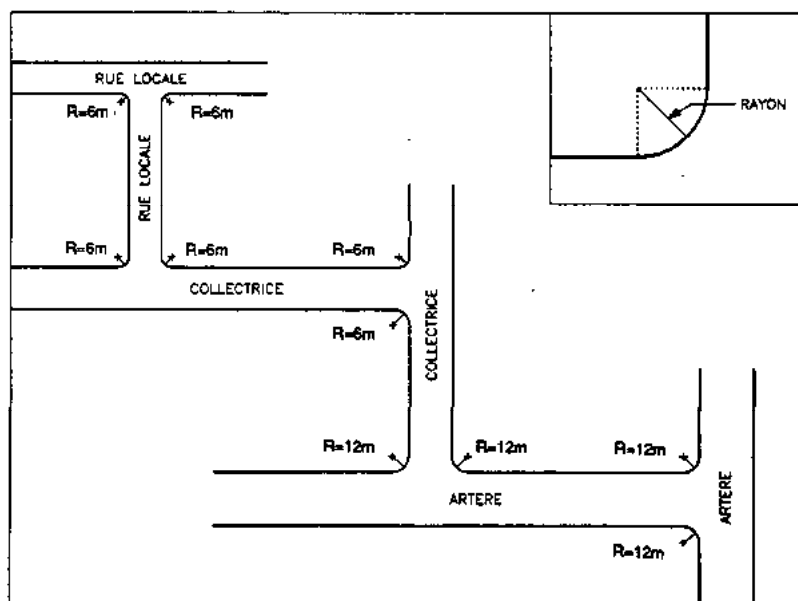 RUE LOCALE
R=6m
R=6m
RAYON
RUE LOCALE
R=6m
R=6m
R=6m
COLLECTRICE
R=6m
COLLECTRICE
R=12m
R=12m
R=12m
ARTERE
ARTERE
R=12m